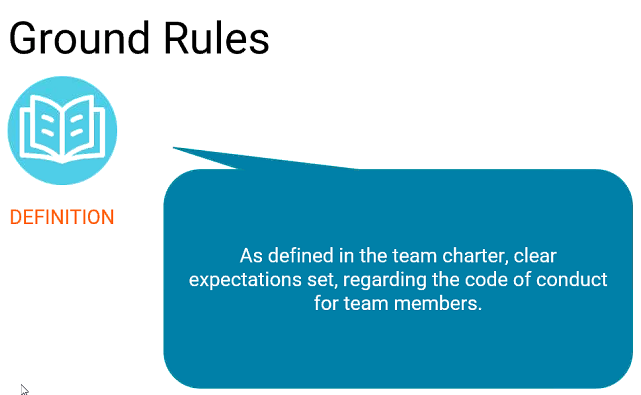 Ground Rules
DEFINITION
As defined in the team charter, clear
expectations set, regarding the code of conduct
for team members.